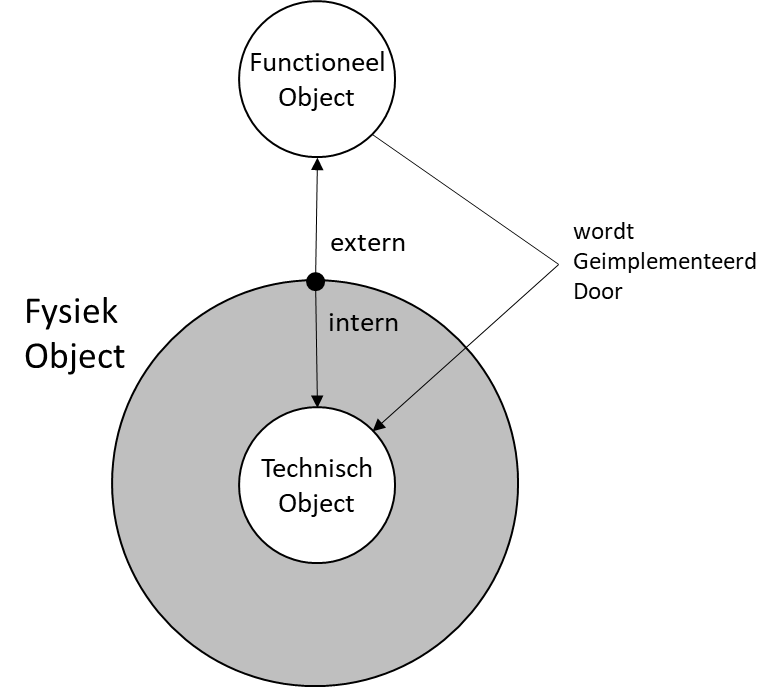 Functioneel
Object
extern
wordt
Geimplementeerd
Door
Fysiek
Object
intern
Technisch
Object